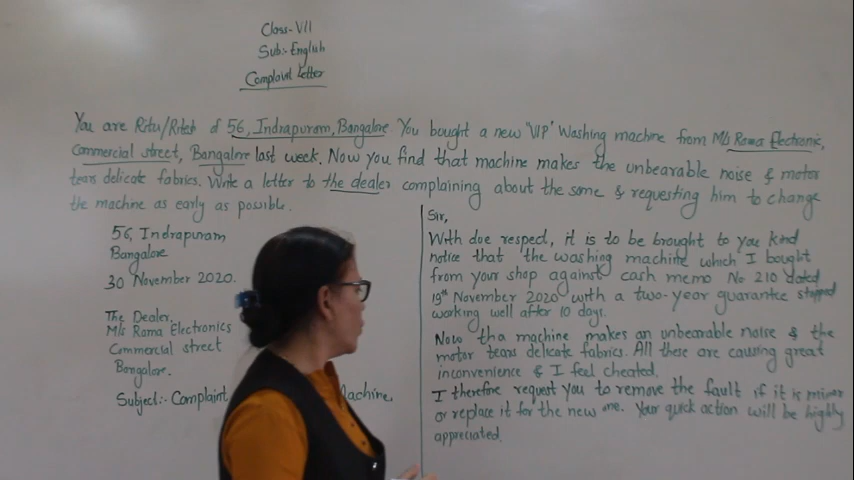 Class-VII
Sub:- English
Complavit Letter
You are Ritu/Ritesh of 56, Indrapuram, Bangalore. You bought a new 'VIP' Washing machine from M/s Rama Electronic,
Commercial street, Bangalore last week. Now you find that machine makes the unbearable noise & motor
tears delicate fabrics. Write a letter to the dealer complaining about the same & requesting him to change
the machine as early as possible.
56, Indrapuram
Bangalore
30 November 2020.
The Dealer,
M/s Rama Electronics
Commercial street
Bangalore.
Subject:- Complaint Machine.
Sir,
With doe respect, it is to be brought to you kind
notice that the washing machine which I bought
from your shop against cash memo No 210 dated
19th November 2020 with a two-year guarantee stopped
working well after 10 days.
Now tha machine makes an unbearable noise & the
motor tears delicate fabrics. All these are causing great
inconvenience & I feel cheated.
I therefore request you to remove the fault if it is minor
or replace it for the new one. Your quick action will be highly
appreciated.